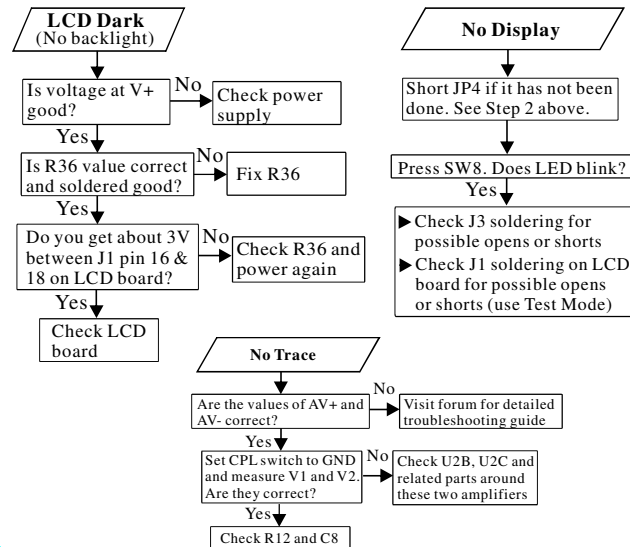 LCD Dark
(No backlight)
Is voltage at V+
good?
No
Check power
supply
Yes
Is R36 value correct
and soldered good?
No
Fix R36
Yes
Do you get about 3V
between J1 pin 16 &
18 on LCD board?
No
Check R36 and
power again
Yes
Check LCD
board
No Display
Short JP4 if it has not been
done. See Step 2 above.
Press SW8. Does LED blink?
Yes
Check J3 soldering for
possible opens or shorts
Check J1 soldering on LCD
board for possible opens
or shorts (use Test Mode)
No Trace
Are the values of AV+ and
AV- correct?
No
Visit forum for detailed
troubleshooting guide
Yes
Set CPL switch to GND
and measure V1 and V2.
Are they correct?
No
Check U2B, U2C and
related parts around
these two amplifiers
Yes
Check R12 and C8